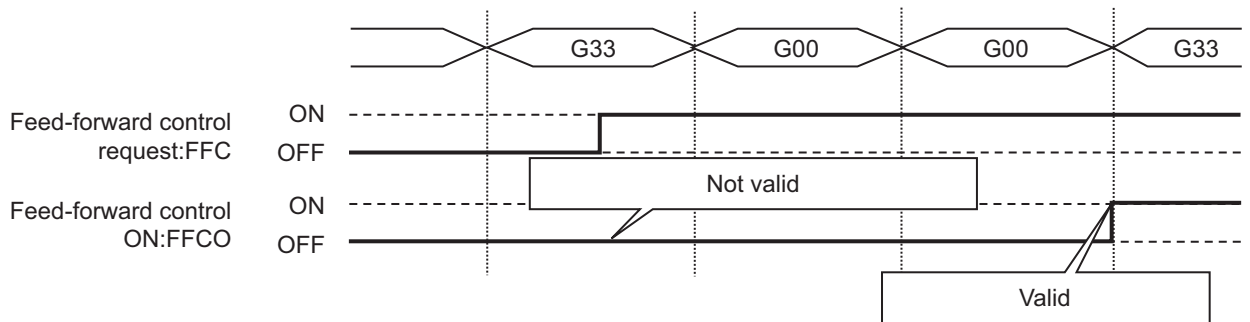 G33 G00 G00 G33
Feed-forward control
request:FFC
ON
OFF
Not valid
Feed-forward control
ON:FFCO
ON
OFF
Valid